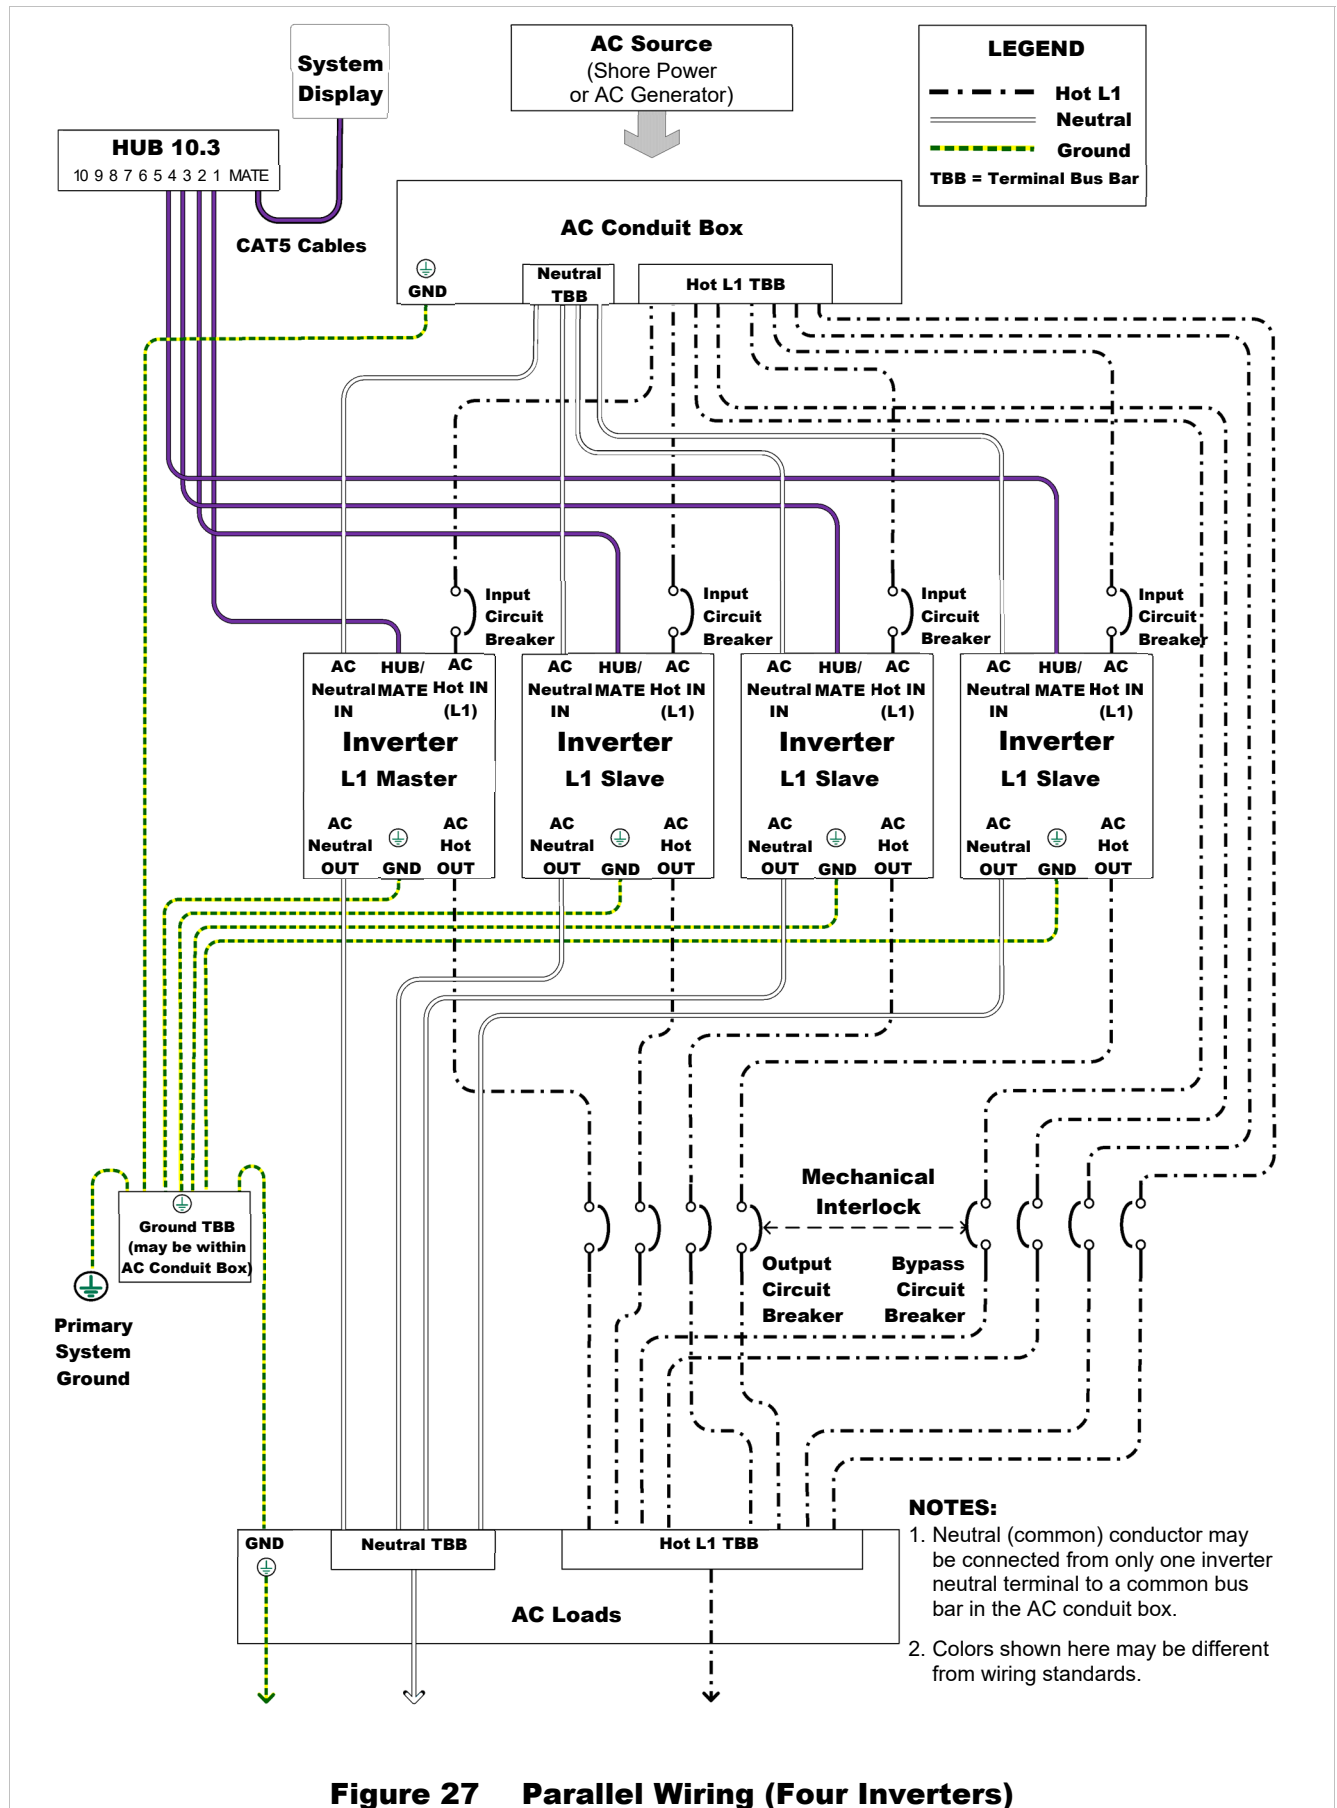 System
Display
AC Source
(Shore Power
or AC Generator)
LEGEND
Hot L1
Neutral
Ground
TBB = Terminal Bus Bar
HUB 10.3
10 9 8 7 6 5 4 3 2 1 MATE
CAT5 Cables
AC Conduit Box
GND
Neutral
TBB
Hot L1 TBB
Input
Circuit
Breaker
Input
Circuit
Breaker
Input
Circuit
Breaker
Input
Circuit
Breaker
AC
Neutral
IN
HUB/
MATE
AC
Hot IN
(L1)
Inverter
L1 Master
AC
Neutral
OUT
GND
AC
Hot
OUT
AC
Neutral
IN
HUB/
MATE
AC
Hot IN
(L1)
Inverter
L1 Slave
AC
Neutral
OUT
GND
AC
Hot
OUT
AC
Neutral
IN
HUB/
MATE
AC
Hot IN
(L1)
Inverter
L1 Slave
AC
Neutral
OUT
GND
AC
Hot
OUT
AC
Neutral
IN
HUB/
MATE
AC
Hot IN
(L1)
Inverter
L1 Slave
AC
Neutral
OUT
GND
AC
Hot
OUT
Mechanical
Interlock
Output
Circuit
Breaker
Bypass
Circuit
Breaker
Ground TBB
(may be within
AC Conduit Box)
Primary
System
Ground
GND
Neutral TBB
Hot L1 TBB
AC Loads
NOTES:
1. Neutral (common) conductor may
be connected from only one inverter
neutral terminal to a common bus
bar in the AC conduit box.
2. Colors shown here may be different
from wiring standards.
Figure 27 Parallel Wiring (Four Inverters)